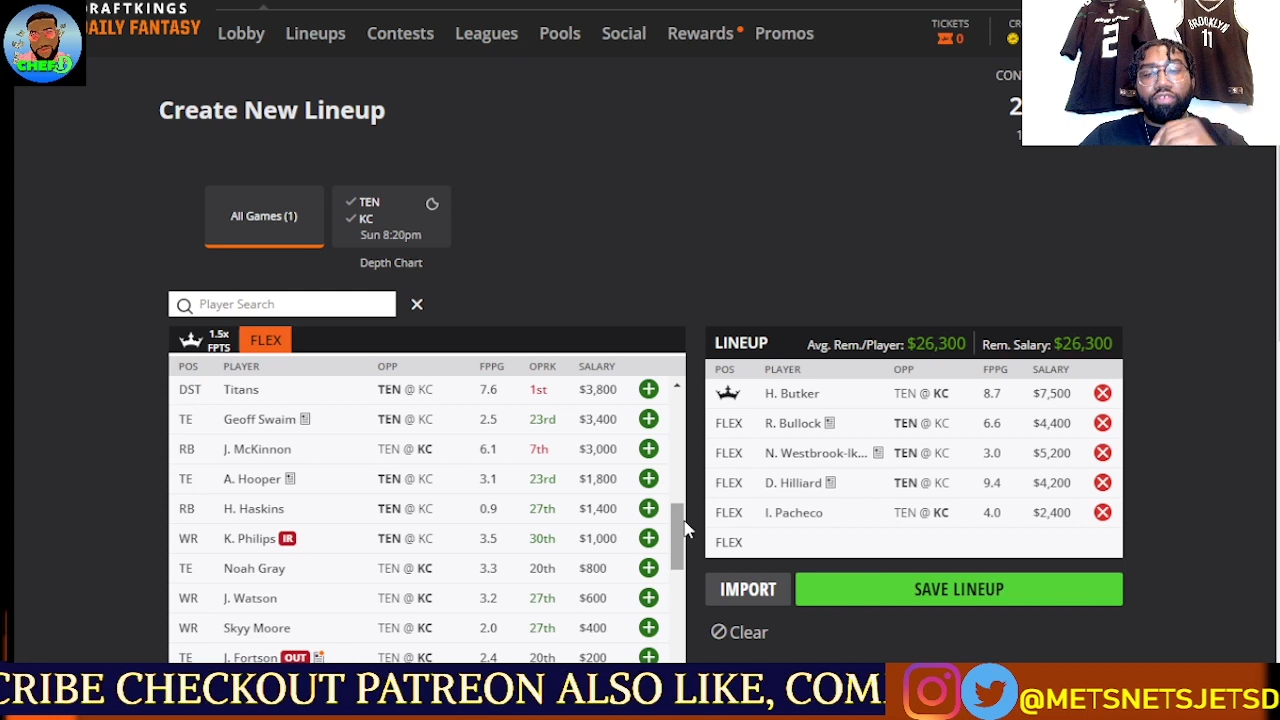 DRAFTKINGS
DAILY FANTASY
CHEF
Lobby
Lineups
Contests
Leagues
Pools
Social
Rewards
Promos
TICKETS
0
Create New Lineup
All Games (1)
TEN
KC
Sun 8:20pm
Depth Chart
Player Search
1.5x
FPTS
FLEX
POS PLAYER OPP FPPG OPRK SALARY
DST Titans TEN @ KC 7.6 1st $3,800
TE Geoff Swaim TEN @ KC 2.5 23rd $3,400
RB J. McKinnon TEN @ KC 6.1 7th $3,000
TE A. Hooper TEN @ KC 3.1 23rd $1,800
RB H. Haskins TEN @ KC 0.9 27th $1,400
WR K. Philips IR TEN @ KC 3.5 30th $1,000
TE Noah Gray TEN @ KC 3.3 20th $800
WR J. Watson TEN @ KC 3.2 27th $600
WR Skyy Moore TEN @ KC 2.0 27th $400
TE J. Fortson OUT TEN @ KC 2.4 20th $200
LINEUP Avg. Rem./Player: $26,300 Rem. Salary: $26,300
POS PLAYER OPP FPPG SALARY
H. Butker TEN @ KC 8.7 $7,500
FLEX R. Bullock TEN @ KC 6.6 $4,400
FLEX N. Westbrook-Ik... TEN @ KC 3.0 $5,200
FLEX D. Hilliard TEN @ KC 9.4 $4,200
FLEX I. Pacheco TEN @ KC 4.0 $2,400
FLEX
IMPORT
SAVE LINEUP
Clear
2
BROOKLYN
11
CRIBE CHECKOUT PATREON ALSO LIKE, COM
@METSNETSJETSD